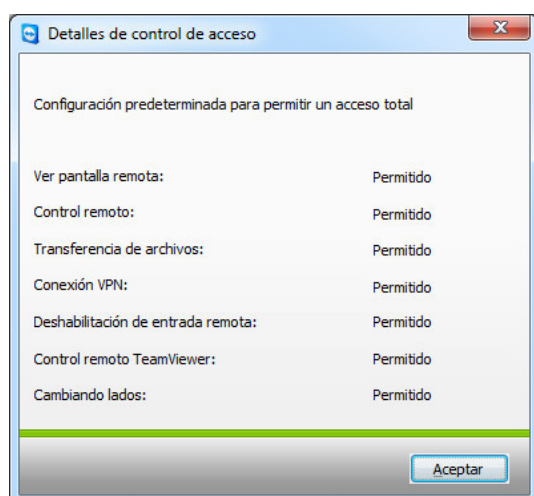 Detalles de control de acceso
Configuración predeterminada para permitir un acceso total
Ver pantalla remota: Permitido
Control remoto: Permitido
Transferencia de archivos: Permitido
Conexión VPN: Permitido
Deshabilitación de entrada remota: Permitido
Control remoto TeamViewer: Permitido
Cambiando lados: Permitido
Aceptar